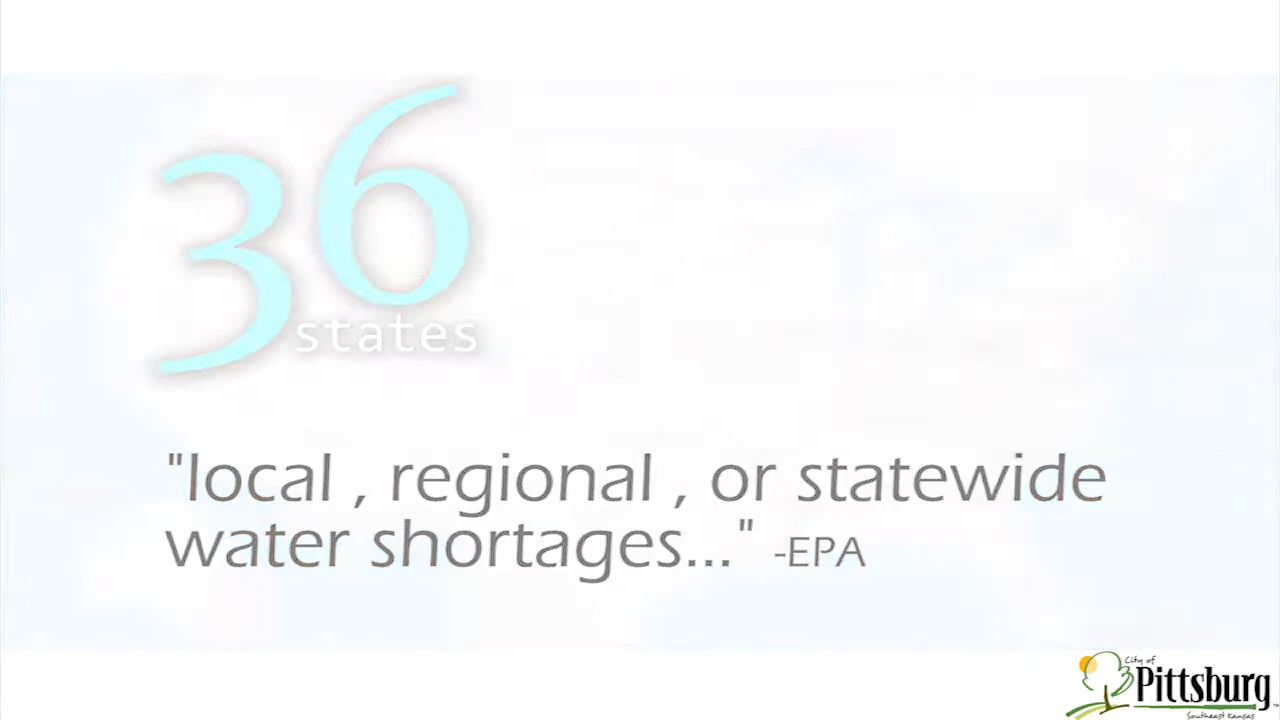 36
states
"local , regional , or statewide
water shortages..." -EPA
City of
Pittsburg
Southeast Kansas